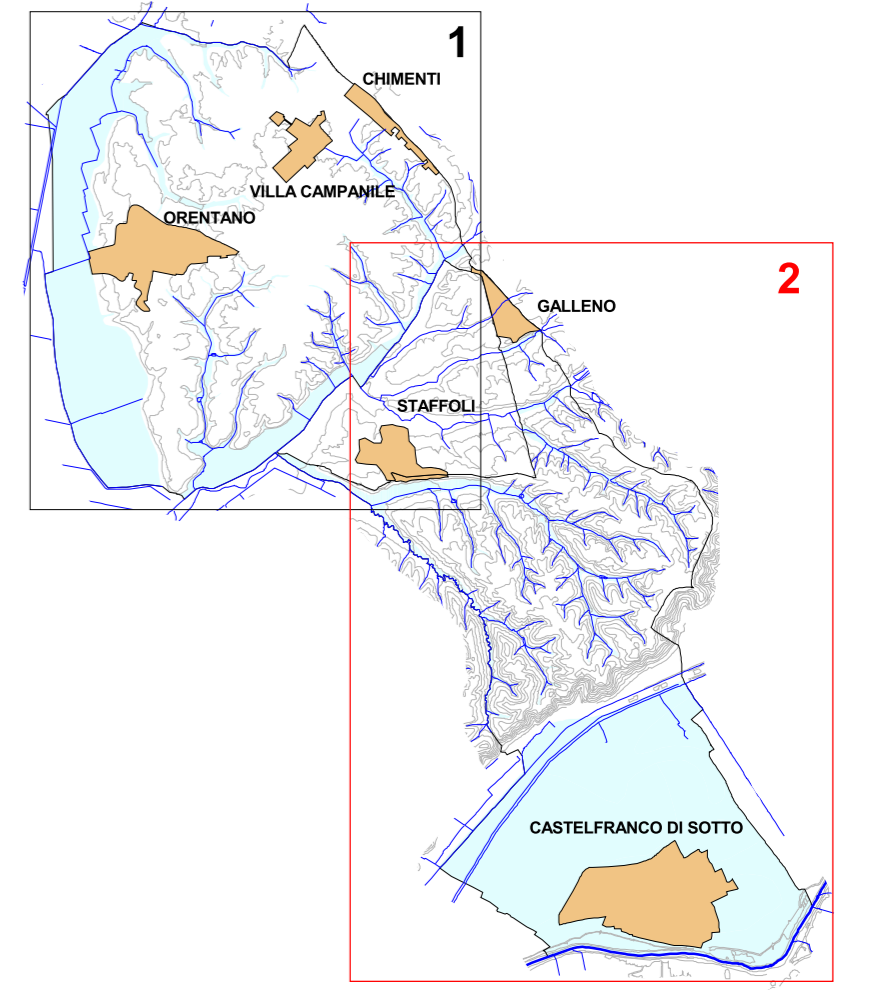 1
CHIMENTI
VILLA CAMPANILE
ORENTANO
2
GALLENO
STAFFOLI
CASTELFRANCO DI SOTTO